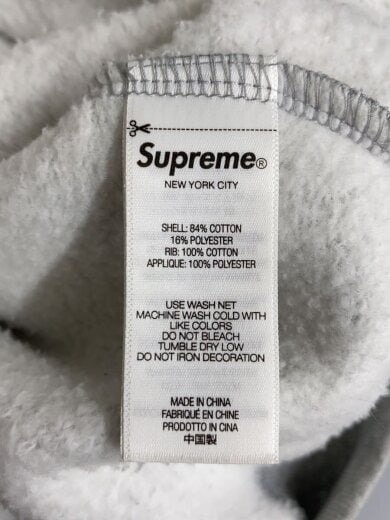 Supreme®
NEW YORK CITY
SHELL: 84% COTTON
16% POLYESTER
RIB: 100% COTTON
APPLIQUE: 100% POLYESTER
USE WASH NET
MACHINE WASH COLD WITH
LIKE COLORS
DO NOT BLEACH
TUMBLE DRY LOW
DO NOT IRON DECORATION
MADE IN CHINA
FABRIQUÉ EN CHINE
PRODOTTO IN CINA
中国製